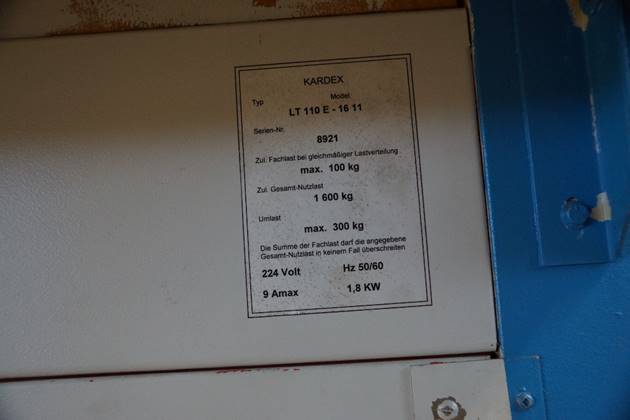 KARDEX
Typ Model
LT 110 E - 16 11
Serien-Nr.
8921
Zul. Fachlast bei gleichmäßiger Lastverteilung
max. 100 kg
Zul. Gesamt-Nutzlast
1 600 kg
Umlast
max. 300 kg
Die Summe der Fachlast darf die angegebene
Gesamt-Nutzlast in keinem Fall überschreiten
224 Volt Hz 50/60
9 Amax 1,8 KW